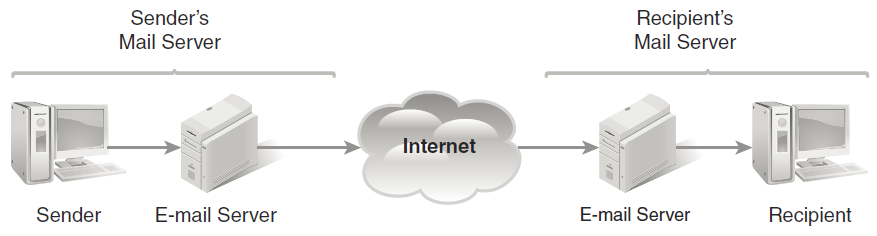 Sender's
Mail Server
Recipient's
Mail Server
Internet
Sender
E-mail Server
E-mail Server
Recipient